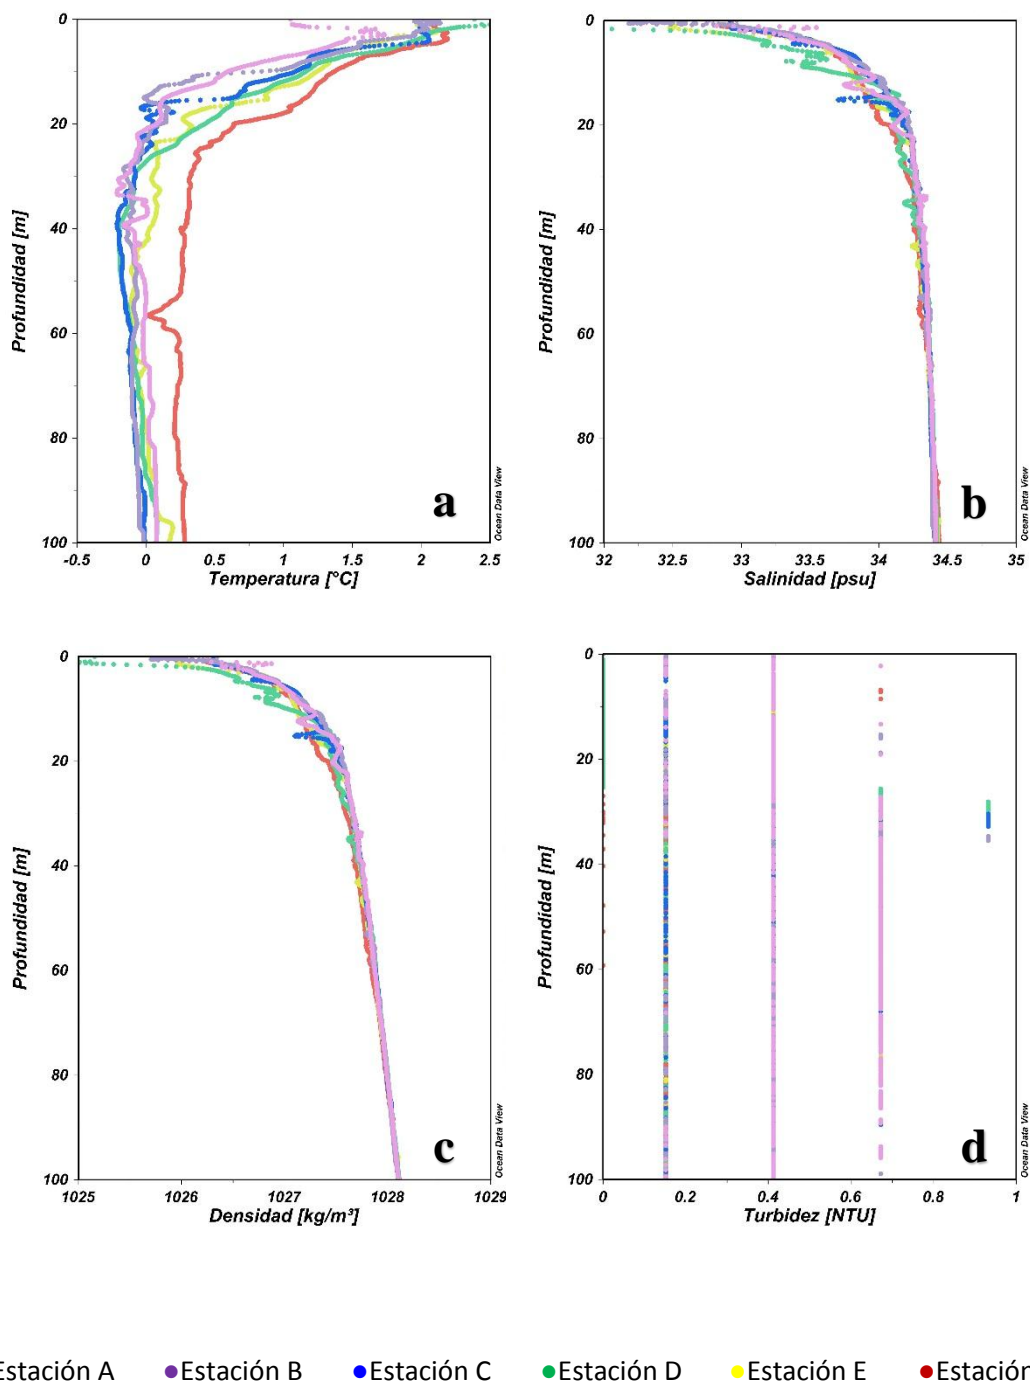 0
20
40
60
80
100
Profundidad [m]
-0.5 0 0.5 1 1.5 2 2.5
Temperatura [°C]
Ocean Data View
a
0
20
40
60
80
100
Profundidad [m]
32 32.5 33 33.5 34 34.5 35
Salinidad [psu]
Ocean Data View
b
0
20
40
60
80
100
Profundidad [m]
1025 1026 1027 1028 1029
Densidad [kg/m³]
Ocean Data View
c
0
20
40
60
80
100
Profundidad [m]
0 0.2 0.4 0.6 0.8 1
Turbidez [NTU]
Ocean Data View
d
Estación A Estación B Estación C Estación D Estación E Estación